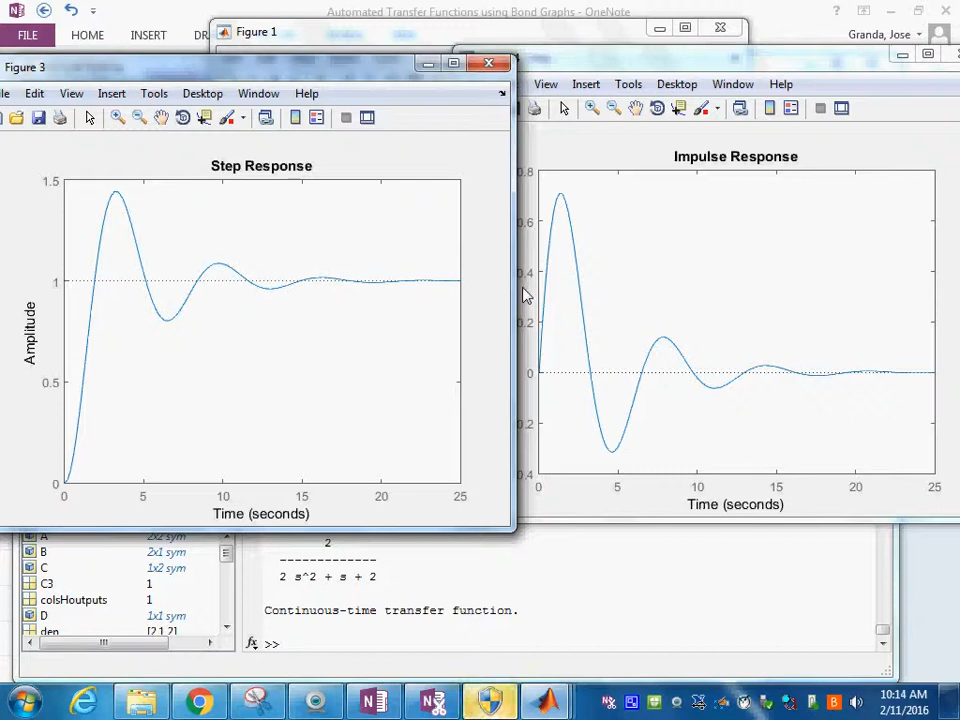 Automated Transfer Functions using Bond Graphs - OneNote
FILE HOME INSERT
Granda, Jose
Figure 1
Figure 3
Edit View Insert Tools Desktop Window Help
View Insert Tools Desktop Window Help
Step Response
1.5
1
0.5
0
Amplitude
0 5 10 15 20 25
Time (seconds)
Impulse Response
0.8
0.6
0.4
0.2
0
0 5 10 15 20 25
Time (seconds)
A 2x2 sym
B 2x1 sym
C 1x2 sym
C3 1
colsHoutputs 1
D 1x1 sym
den [2,1,2]
2
-------------
2 s^2 + s + 2
Continuous-time transfer function.
fx >>
10:14 AM
2/11/2016